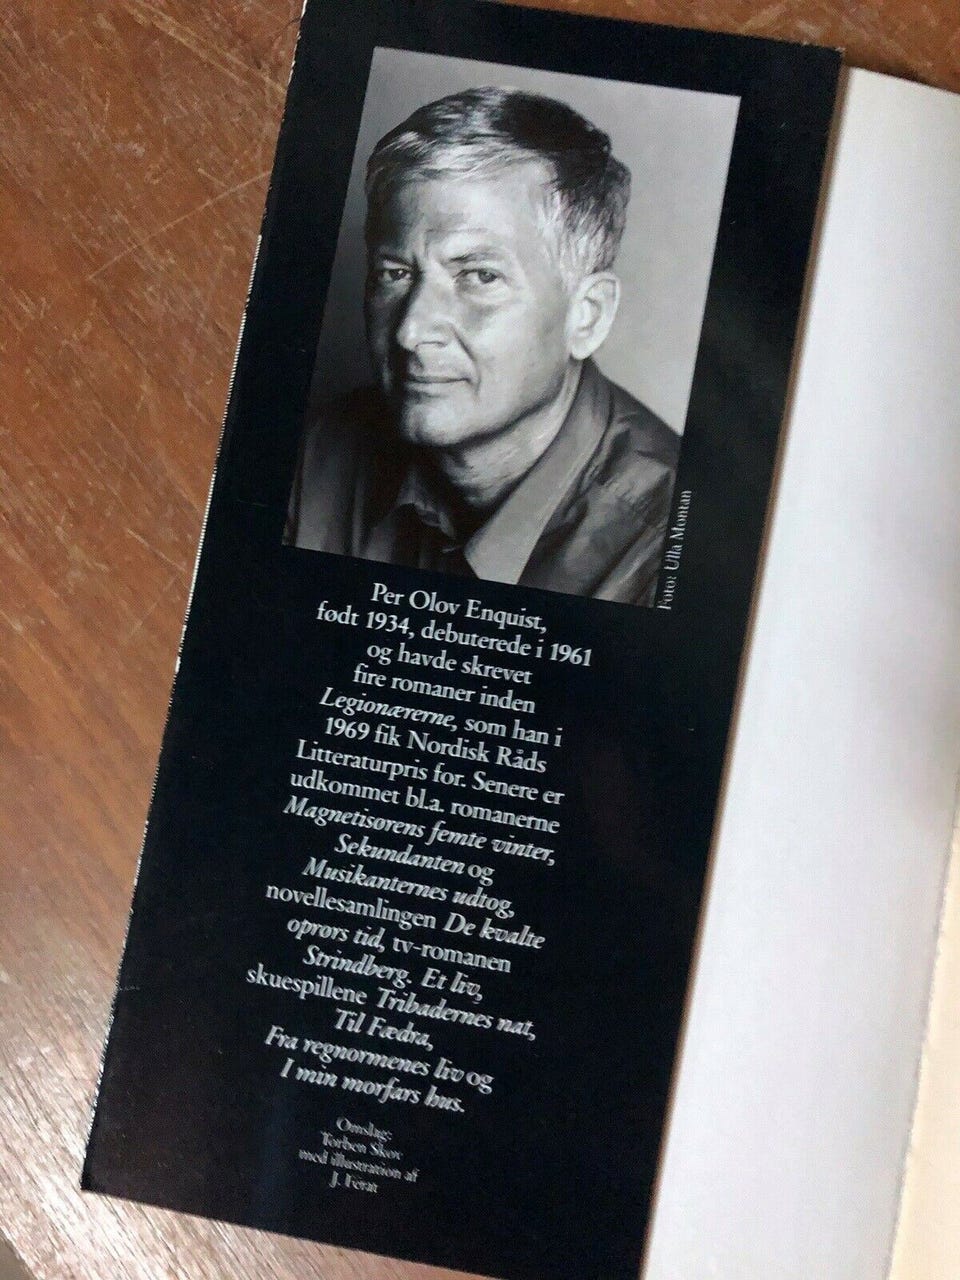 Foto: Ulla Montan
Per Olov Enquist,
født 1934, debuterede i 1961
og havde skrevet
fire romaner inden
Legionærerne, som han i
1969 fik Nordisk Råds
Litteraturpris for. Senere er
udkommet bl.a. romanerne
Magnetisørens femte vinter,
Sekundanten og
Musikanternes udtog,
novellesamlingen De kvalte
oprørs tid, tv-romanen
Strindberg. Et liv,
skuespillene Tribadernes nat,
Til Fædra,
Fra regnormenes liv og
I min morfars hus.
Omslag:
Torben Skov
med illustration af
J. Ferat